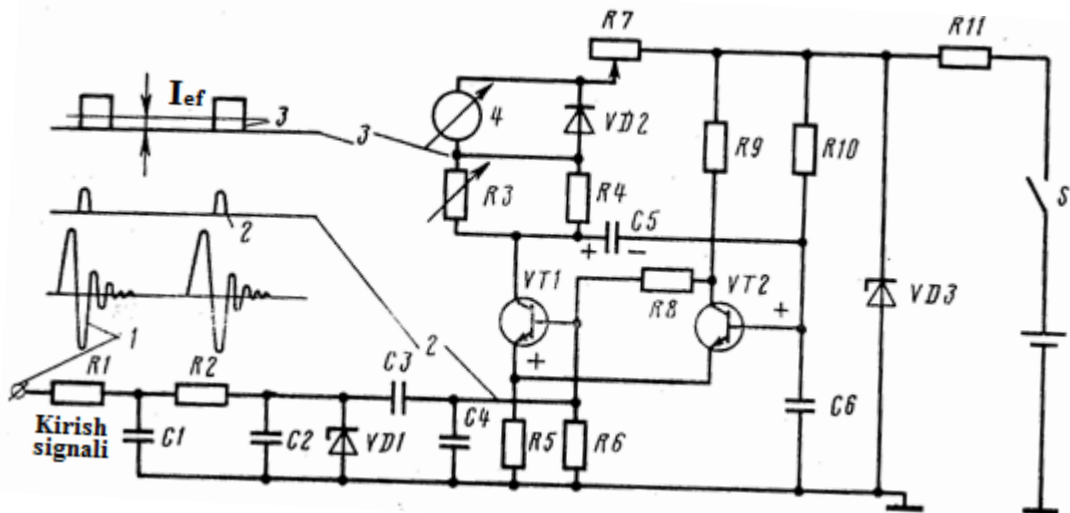 R7
R11
Ief
3
3
4
VD2
R9
R10
S
R3
R4
C5
2
+ -
VT1
R8
VT2
+
VD3
1
2
+
R1
R2
C3
C4
C6
Kirish
signali
C1
C2
VD1
R5
R6